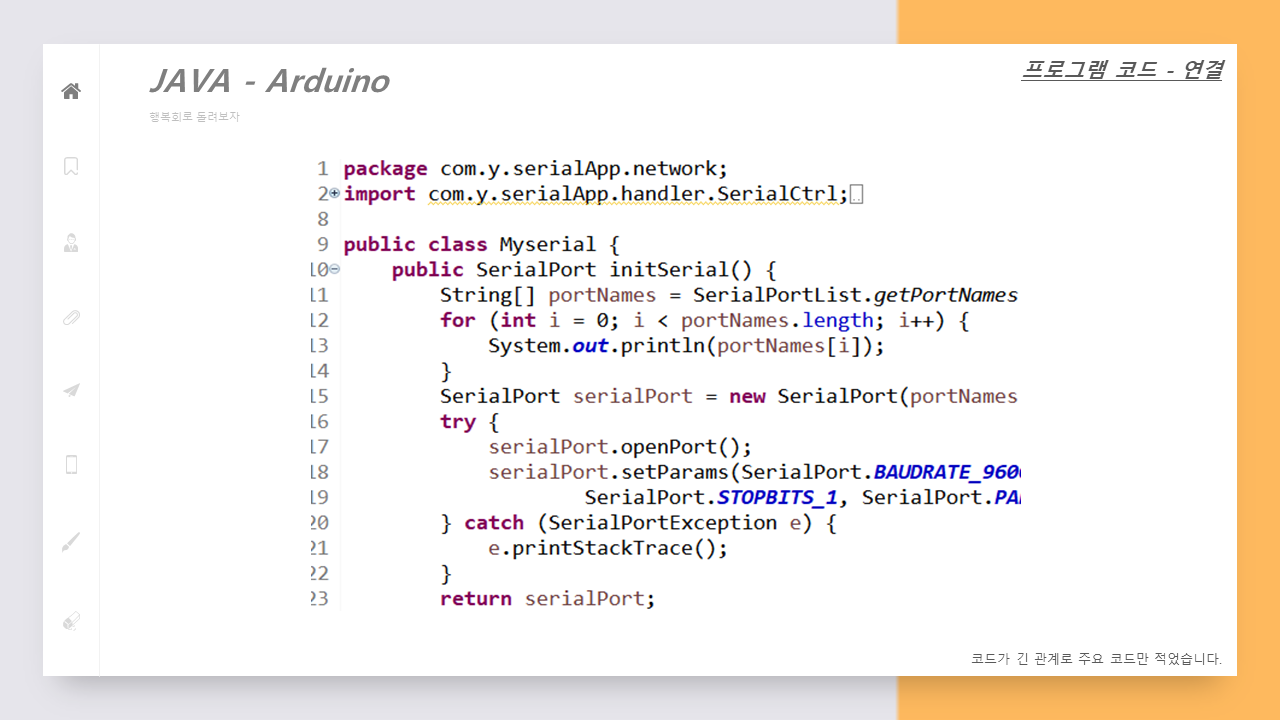 JAVA - Arduino
프로그램 코드 - 연결
행복회로 돌려보자
1 package com.y.serialApp.network;
2 import com.y.serialApp.handler.SerialCtrl;
8
9 public class Myserial {
10 public SerialPort initSerial() {
11 String[] portNames = SerialPortList.getPortNames
12 for (int i = 0; i < portNames.length; i++) {
13 System.out.println(portNames[i]);
14 }
15 SerialPort serialPort = new SerialPort(portNames
16 try {
17 serialPort.openPort();
18 serialPort.setParams(SerialPort.BAUDRATE_960
19 SerialPort.STOPBITS_1, SerialPort.PA
20 } catch (SerialPortException e) {
21 e.printStackTrace();
22 }
23 return serialPort;
코드가 긴 관계로 주요 코드만 적었습니다.